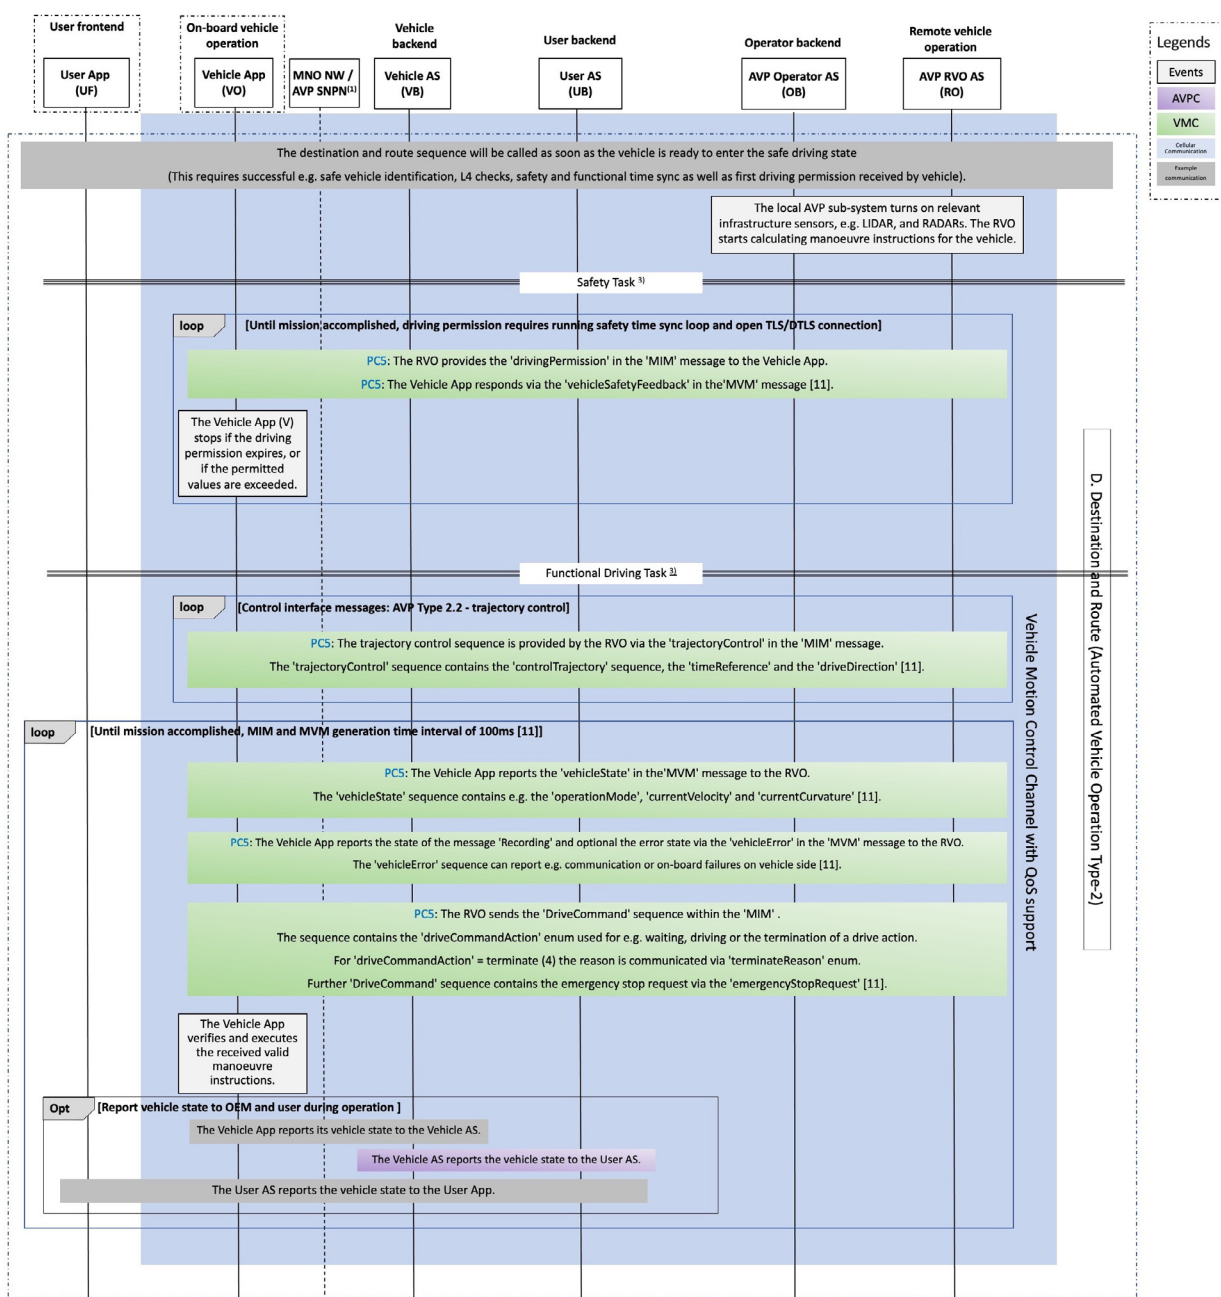 User frontend
On-board vehicle
operation
Vehicle
backend
User backend
Operator backend
Remote vehicle
operation
User App
(UF)
Vehicle App
(VO)
MNO NW /
AVP SNPN(1)
Vehicle AS
(VB)
User AS
(UB)
AVP Operator AS
(OB)
AVP RVO AS
(RO)
Legends
Events
AVPC
VMC
Cellular
Communication
Example
communication
The destination and route sequence will be called as soon as the vehicle is ready to enter the safe driving state
(This requires successful e.g. safe vehicle identification, L4 checks, safety and functional time sync as well as first driving permission received by vehicle).
The local AVP sub-system turns on relevant
infrastructure sensors, e.g. LIDAR, and RADARs. The RVO
starts calculating manoeuvre instructions for the vehicle.
Safety Task 3)
loop
[Until mission accomplished, driving permission requires running safety time sync loop and open TLS/DTLS connection]
PC5: The RVO provides the 'drivingPermission' in the 'MIM' message to the Vehicle App.
PC5: The Vehicle App responds via the 'vehicleSafetyFeedback' in the'MVM' message [11].
The Vehicle App (V)
stops if the driving
permission expires, or
if the permitted
values are exceeded.
Functional Driving Task 3)
loop
[Control interface messages: AVP Type 2.2 - trajectory control]
PC5: The trajectory control sequence is provided by the RVO via the 'trajectoryControl' in the 'MIM' message.
The 'trajectoryControl' sequence contains the 'controlTrajectory' sequence, the 'timeReference' and the 'driveDirection' [11].
loop
[Until mission accomplished, MIM and MVM generation time interval of 100ms [11]]
PC5: The Vehicle App reports the 'vehicleState' in the'MVM' message to the RVO.
The 'vehicleState' sequence contains e.g. the 'operationMode', 'currentVelocity' and 'currentCurvature' [11].
PC5: The Vehicle App reports the state of the message 'Recording' and optional the error state via the 'vehicleError' in the 'MVM' message to the RVO.
The 'vehicleError' sequence can report e.g. communication or on-board failures on vehicle side [11].
PC5: The RVO sends the 'DriveCommand' sequence within the 'MIM' .
The sequence contains the 'driveCommandAction' enum used for e.g. waiting, driving or the termination of a drive action.
For 'driveCommandAction' = terminate (4) the reason is communicated via 'terminateReason' enum.
Further 'DriveCommand' sequence contains the emergency stop request via the 'emergencyStopRequest' [11].
The Vehicle App
verifies and executes
the received valid
manoeuvre
instructions.
Opt
[Report vehicle state to OEM and user during operation ]
The Vehicle App reports its vehicle state to the Vehicle AS.
The Vehicle AS reports the vehicle state to the User AS.
The User AS reports the vehicle state to the User App.
Vehicle Motion Control Channel with QoS support
D. Destination and Route (Automated Vehicle Operation Type-2)